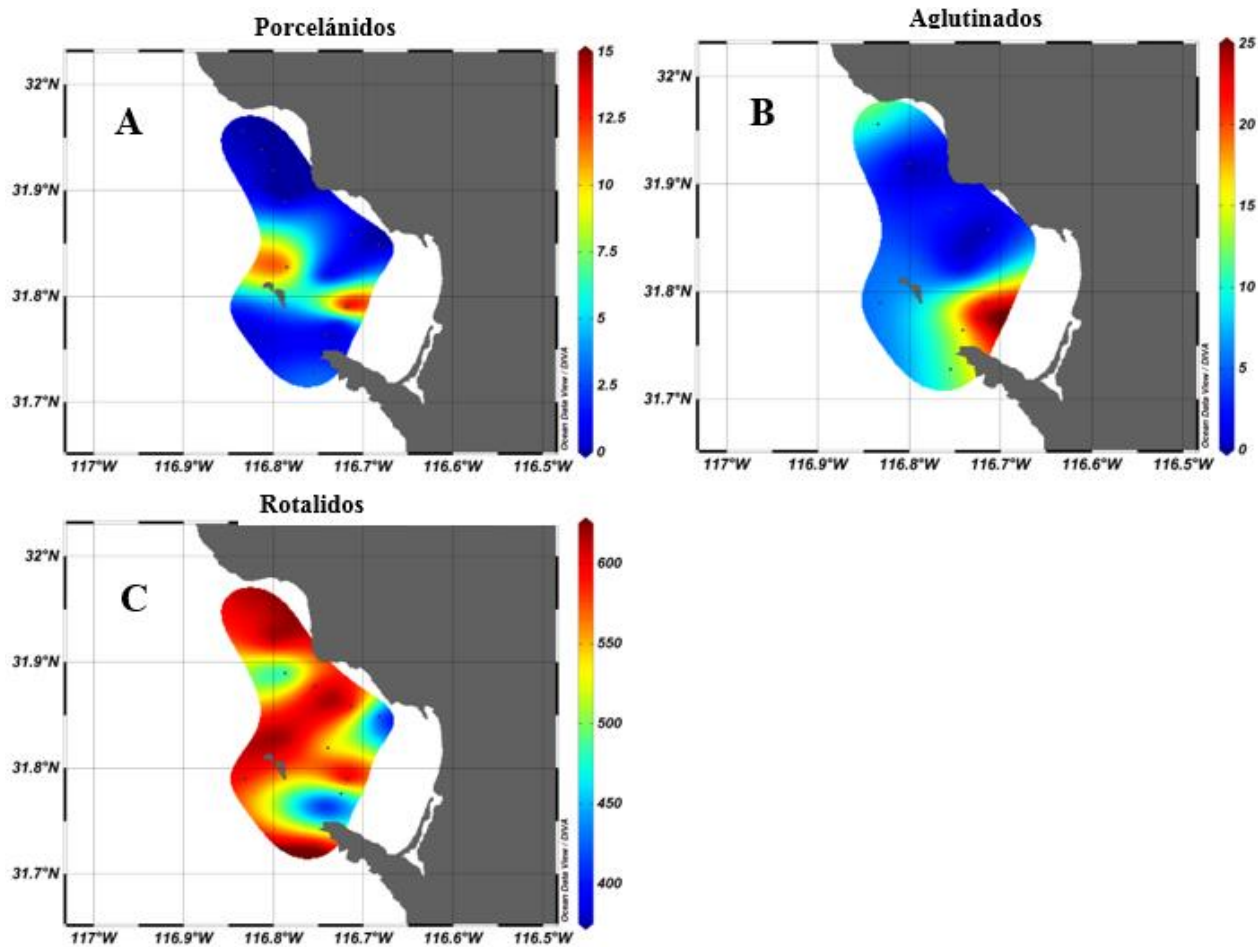 Porcelánidos
A
32°N
31.9°N
31.8°N
31.7°N
117°W 116.9°W 116.8°W 116.7°W 116.6°W 116.5°W
15
12.5
10
7.5
5
2.5
0
Ocean Data View / DIVA
Aglutinados
B
32°N
31.9°N
31.8°N
31.7°N
117°W 116.9°W 116.8°W 116.7°W 116.6°W 116.5°W
25
20
15
10
5
0
Ocean Data View / DIVA
Rotalidos
C
32°N
31.9°N
31.8°N
31.7°N
117°W 116.9°W 116.8°W 116.7°W 116.6°W 116.5°W
600
550
500
450
400
Ocean Data View / DIVA